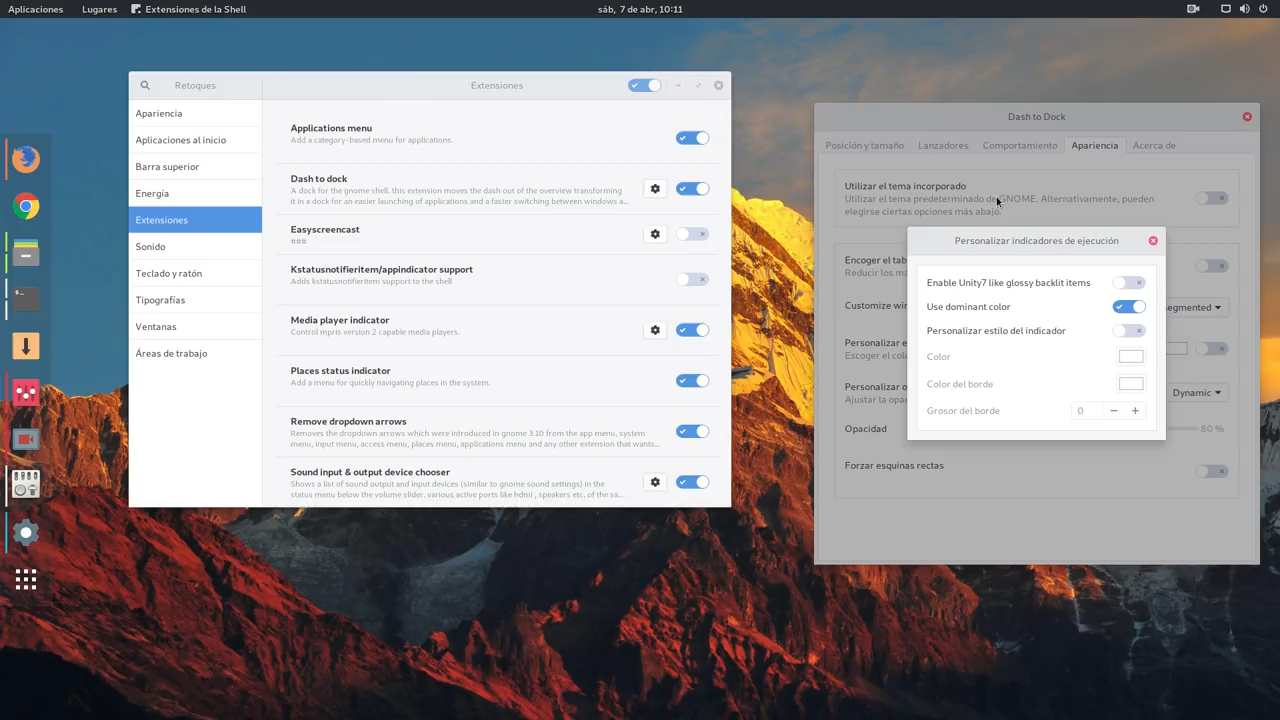 Aplicaciones
Lugares
Extensiones de la Shell
sáb, 7 de abr, 10:11
Retoques
Extensiones
Apariencia
Aplicaciones al inicio
Barra superior
Energía
Extensiones
Sonido
Teclado y ratón
Tipografías
Ventanas
Áreas de trabajo
Applications menu
Add a category-based menu for applications.
Dash to dock
A dock for the gnome shell. this extension moves the dash out of the overview transforming
it in a dock for an easier launching of applications and a faster switching between windows a...
Easyscreencast
###
Kstatusnotifieritem/appindicator support
Adds kstatusnotifieritem support to the shell
Media player indicator
Control mpris version 2 capable media players.
Places status indicator
Add a menu for quickly navigating places in the system.
Remove dropdown arrows
Removes the dropdown arrows which were introduced in gnome 3.10 from the app menu, system
menu, input menu, access menu, places menu, applications menu and any other extension that wants...
Sound input & output device chooser
Shows a list of sound output and input devices (similar to gnome sound settings) in the
status menu below the volume slider. various active ports like hdmi , speakers etc. of the sa...
Dash to Dock
Posición y tamaño
Lanzadores
Comportamiento
Apariencia
Acerca de
Utilizar el tema incorporado
Utilizar el tema predeterminado de GNOME. Alternativamente, pueden
elegirse ciertas opciones más abajo.
Encoger el tab
Reducir los má
Customize win
egmented
Personalizar e
Escoger el colo
Personalizar o
Ajustar la opac
Dynamic
Opacidad
80 %
Forzar esquinas rectas
Personalizar indicadores de ejecución
Enable Unity7 like glossy backlit items
Use dominant color
Personalizar estilo del indicador
Color
Color del borde
Grosor del borde
0